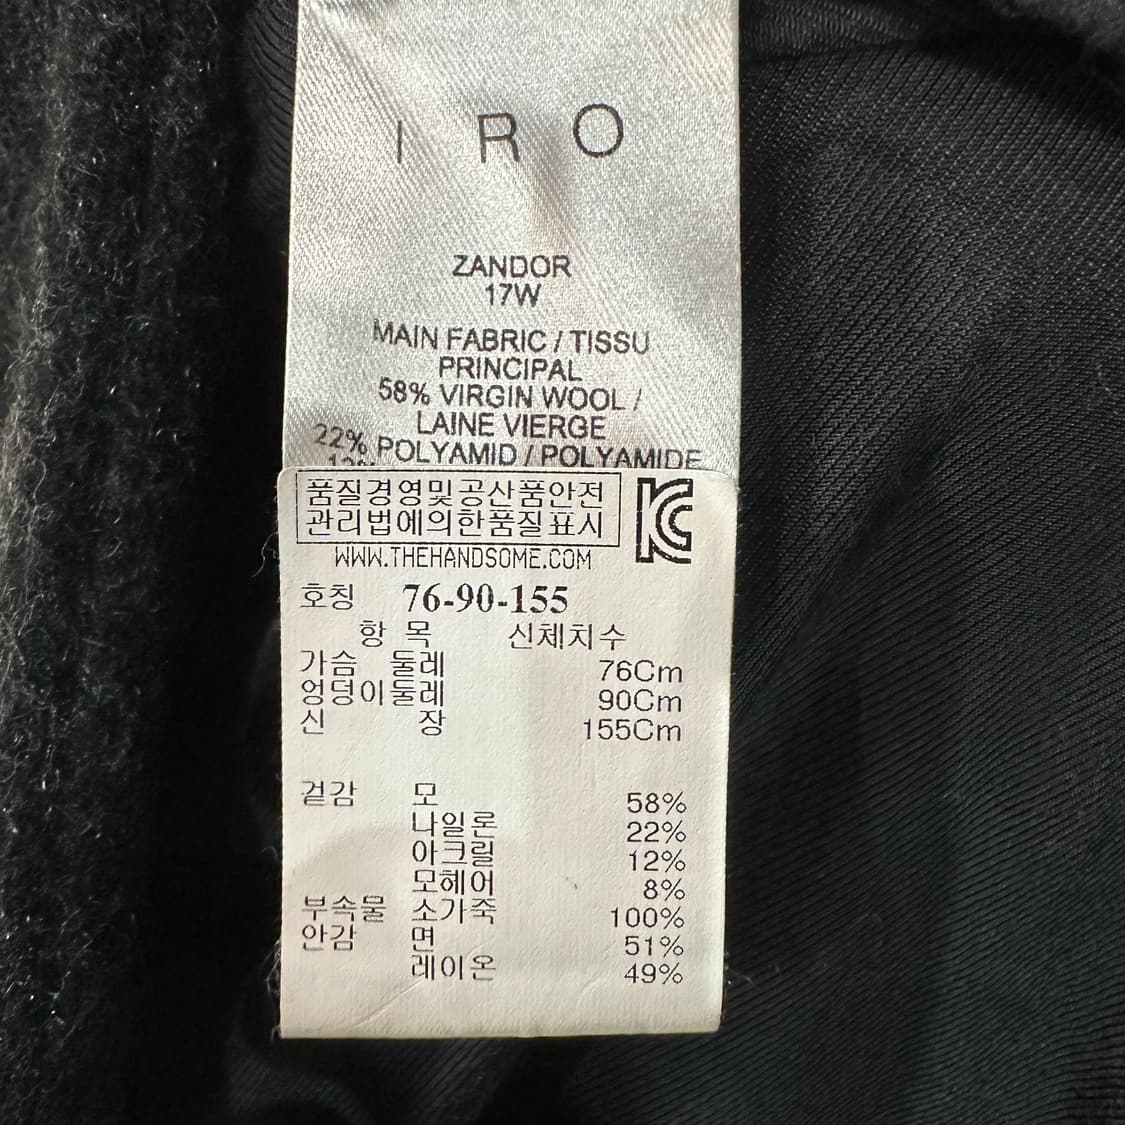 IRO
ZANDOR
17W
MAIN FABRIC / TISSU
PRINCIPAL
58% VIRGIN WOOL /
LAINE VIERGE
22% POLYAMID / POLYAMIDE
품질경영및공산품안전
관리법에의한품질표시
WWW.THEHANDSOME.COM
호칭 76-90-155
항 목 신체치수
가슴 둘레 76Cm
엉덩이둘레 90Cm
신 장 155Cm
겉감 모 58%
나일론 22%
아크릴 12%
모헤어 8%
부속물 소가죽 100%
안감 면 51%
레이온 49%